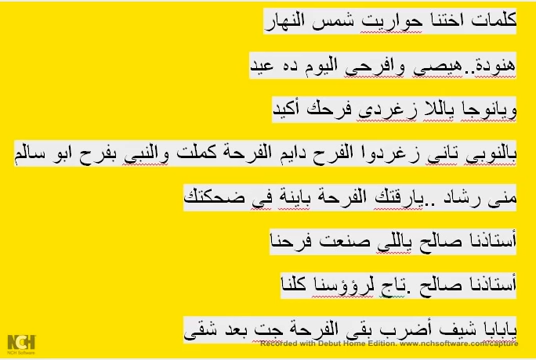 كلمات اختنا حواريت شمس النهار
هنودة..هيصي وافرحي اليوم ده عيد
ويانوجا ياللا زغردى فرحك أكيد
بالنوبي تاني زغردوا الفرح دايم الفرحة كملت والنبي بفرح ابو سالم
منى رشاد ..يارقتك الفرحة باينة في ضحكتك
أستاذنا صالح ياللي صنعت فرحنا
أستاذنا صالح .تاج لرؤوسنا كلنا
يابابا شيف أضرب بقى الفرحة جت بعد شقى
NCH
NCH Software
Recorded with Debut Home Edition. www.nchsoftware.com/capture